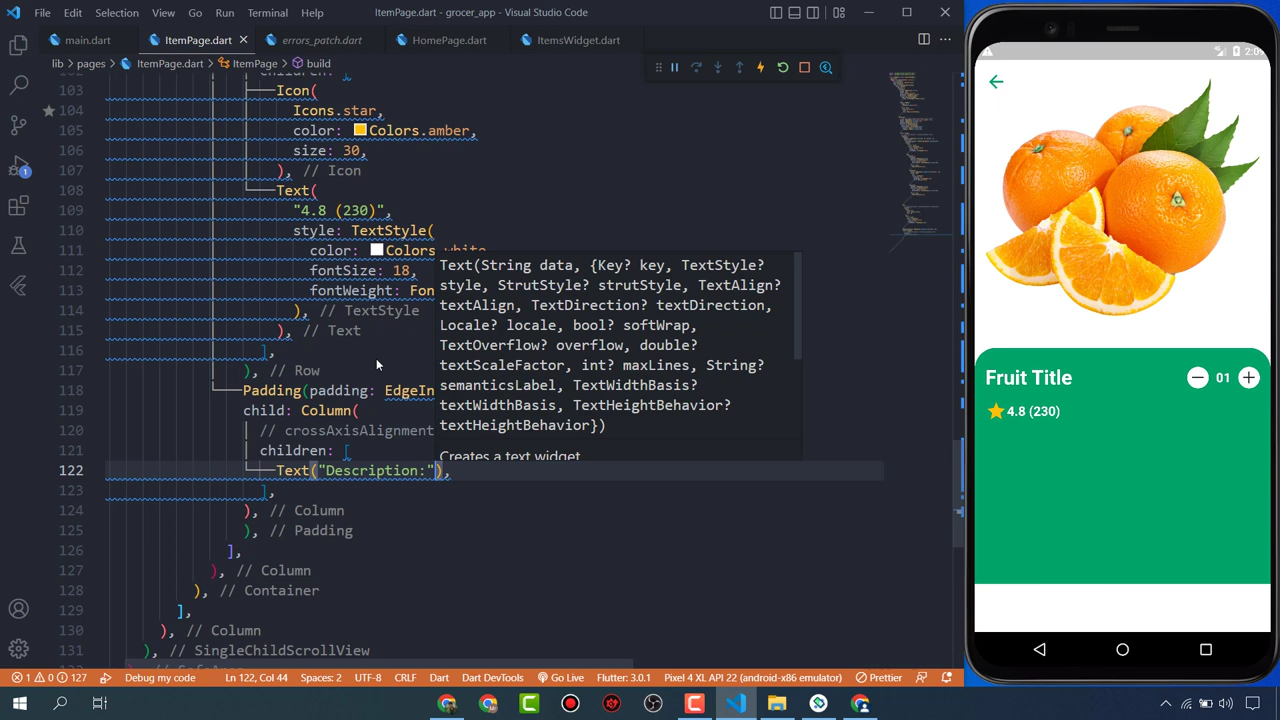 File Edit Selection View Go Run Terminal Help ItemPage.dart - grocer_app - Visual Studio Code
main.dart ItemPage.dart errors_patch.dart HomePage.dart ItemsWidget.dart
lib > pages > ItemPage.dart > ItemPage > build
103 Icon(
104 Icons.star,
105 color: Colors.amber,
106 size: 30,
107 ), // Icon
108 Text(
109 "4.8 (230)",
110 style: TextStyle(
111 color: Colors
112 fontSize: 18,
113 fontWeight: Fon
114 ), // TextStyle
115 ), // Text
116 ],
117 ), // Row
118 Padding(padding: EdgeIn
119 child: Column(
120 // crossAxisAlignment
121 children: [
122 Text("Description:"),
123 ],
124 ), // Column
125 ), // Padding
126 ],
127 ), // Column
128 ), // Container
129 ],
130 ), // Column
131 ), // SingleChildScrollView
Text(String data, {Key? key, TextStyle?
style, StrutStyle? strutStyle, TextAlign?
textAlign, TextDirection? textDirection,
Locale? locale, bool? softWrap,
TextOverflow? overflow, double?
textScaleFactor, int? maxLines, String?
semanticsLabel, TextWidthBasis?
textWidthBasis, TextHeightBehavior?
textHeightBehavior})
Creates a text widget
1
1 0 127 Debug my code Ln 122, Col 44 Spaces: 2 UTF-8 CRLF Dart Dart DevTools Go Live Flutter: 3.0.1 Pixel 4 XL API 22 (android-x86 emulator) Prettier
Fruit Title 01
4.8 (230)